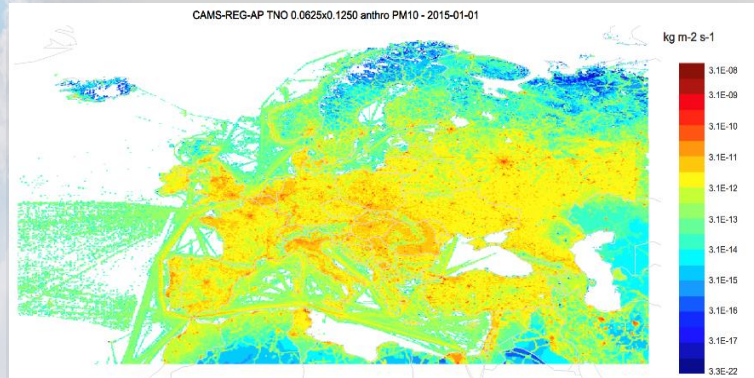 CAMS-REG-AP TNO 0.0625x0.1250 anthro PM10 - 2015-01-01
kg m-2 s-1
3.1E-08
3.1E-09
3.1E-10
3.1E-11
3.1E-12
3.1E-13
3.1E-14
3.1E-15
3.1E-16
3.1E-17
3.3E-22